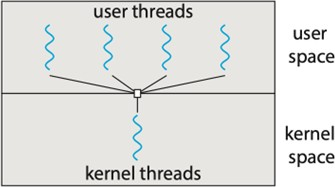 user threads
user
space
kernel
space
kernel threads